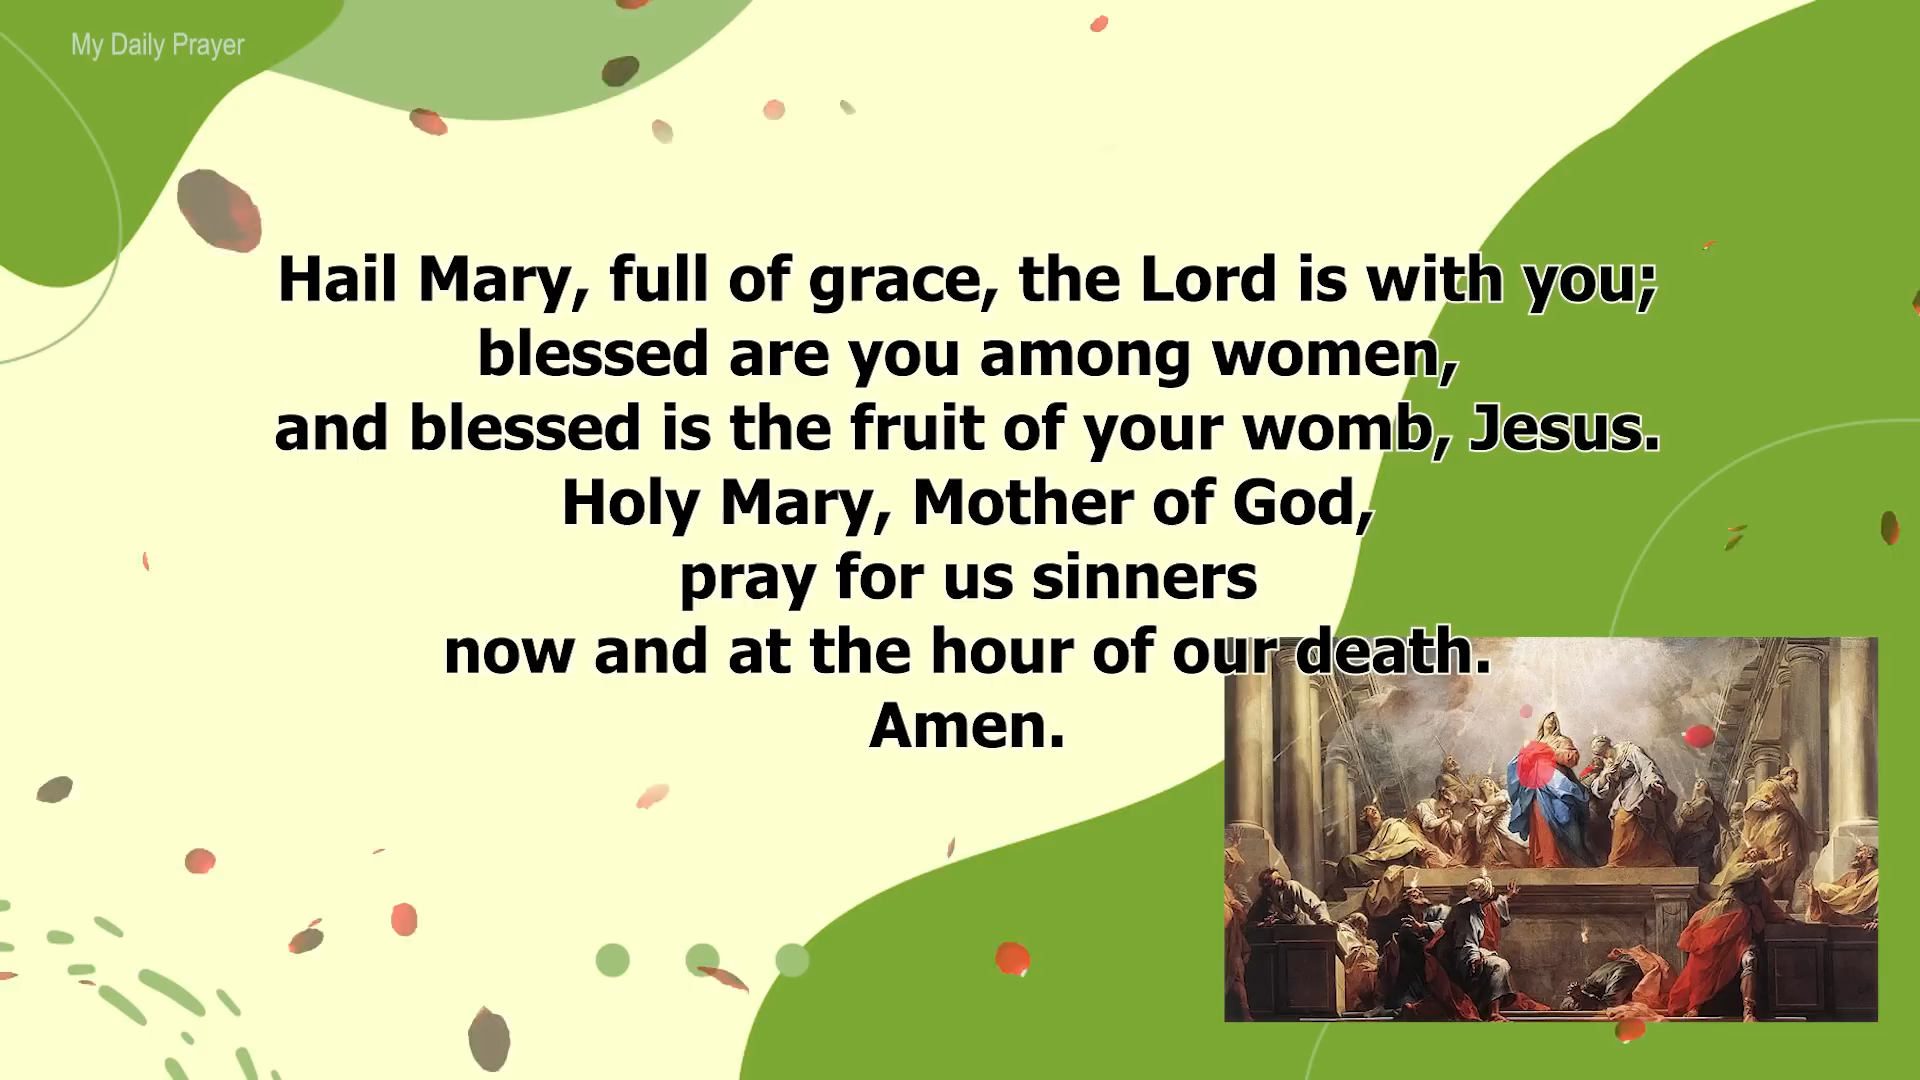 My Daily Prayer
Hail Mary, full of grace, the Lord is with you;
blessed are you among women,
and blessed is the fruit of your womb, Jesus.
Holy Mary, Mother of God,
pray for us sinners
now and at the hour of our death.
Amen.